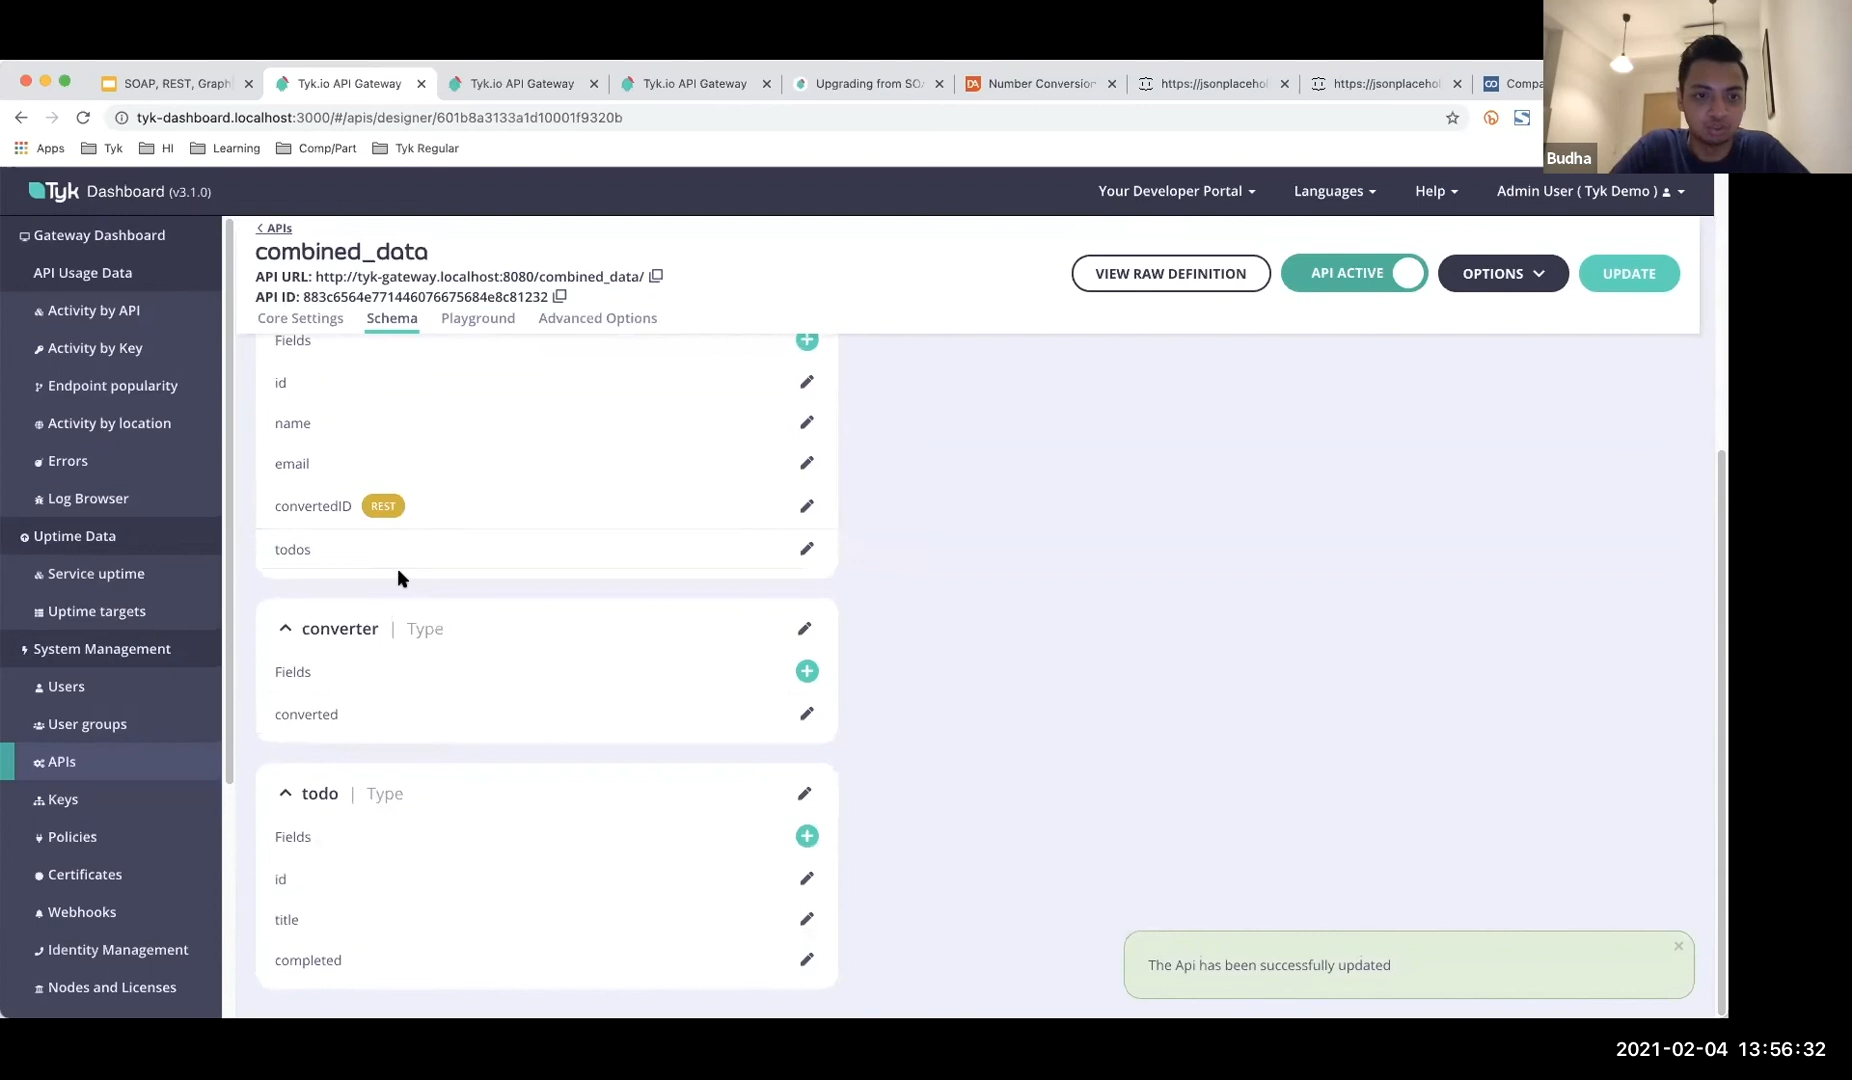 SOAP, REST, Graph
Tyk.io API Gateway
Tyk.io API Gateway
Tyk.io API Gateway
Upgrading from SO
Number Conversion
https://jsonplaceho
https://jsonplaceho
Compa
tyk-dashboard.localhost:3000/#/apis/designer/601b8a3133a1d10001f9320b
Apps
Tyk
HI
Learning
Comp/Part
Tyk Regular
Budha
Tyk Dashboard (v3.1.0)
Your Developer Portal
Languages
Help
Admin User ( Tyk Demo )
Gateway Dashboard
API Usage Data
Activity by API
Activity by Key
Endpoint popularity
Activity by location
Errors
Log Browser
Uptime Data
Service uptime
Uptime targets
System Management
Users
User groups
APIs
Keys
Policies
Certificates
Webhooks
Identity Management
Nodes and Licenses
< APIs
combined_data
API URL: http://tyk-gateway.localhost:8080/combined_data/
API ID: 883c6564e771446076675684e8c81232
VIEW RAW DEFINITION
API ACTIVE
OPTIONS
UPDATE
Core Settings
Schema
Playground
Advanced Options
Fields
id
name
email
convertedID REST
todos
converter | Type
Fields
converted
todo | Type
Fields
id
title
completed
The Api has been successfully updated
2021-02-04 13:56:32